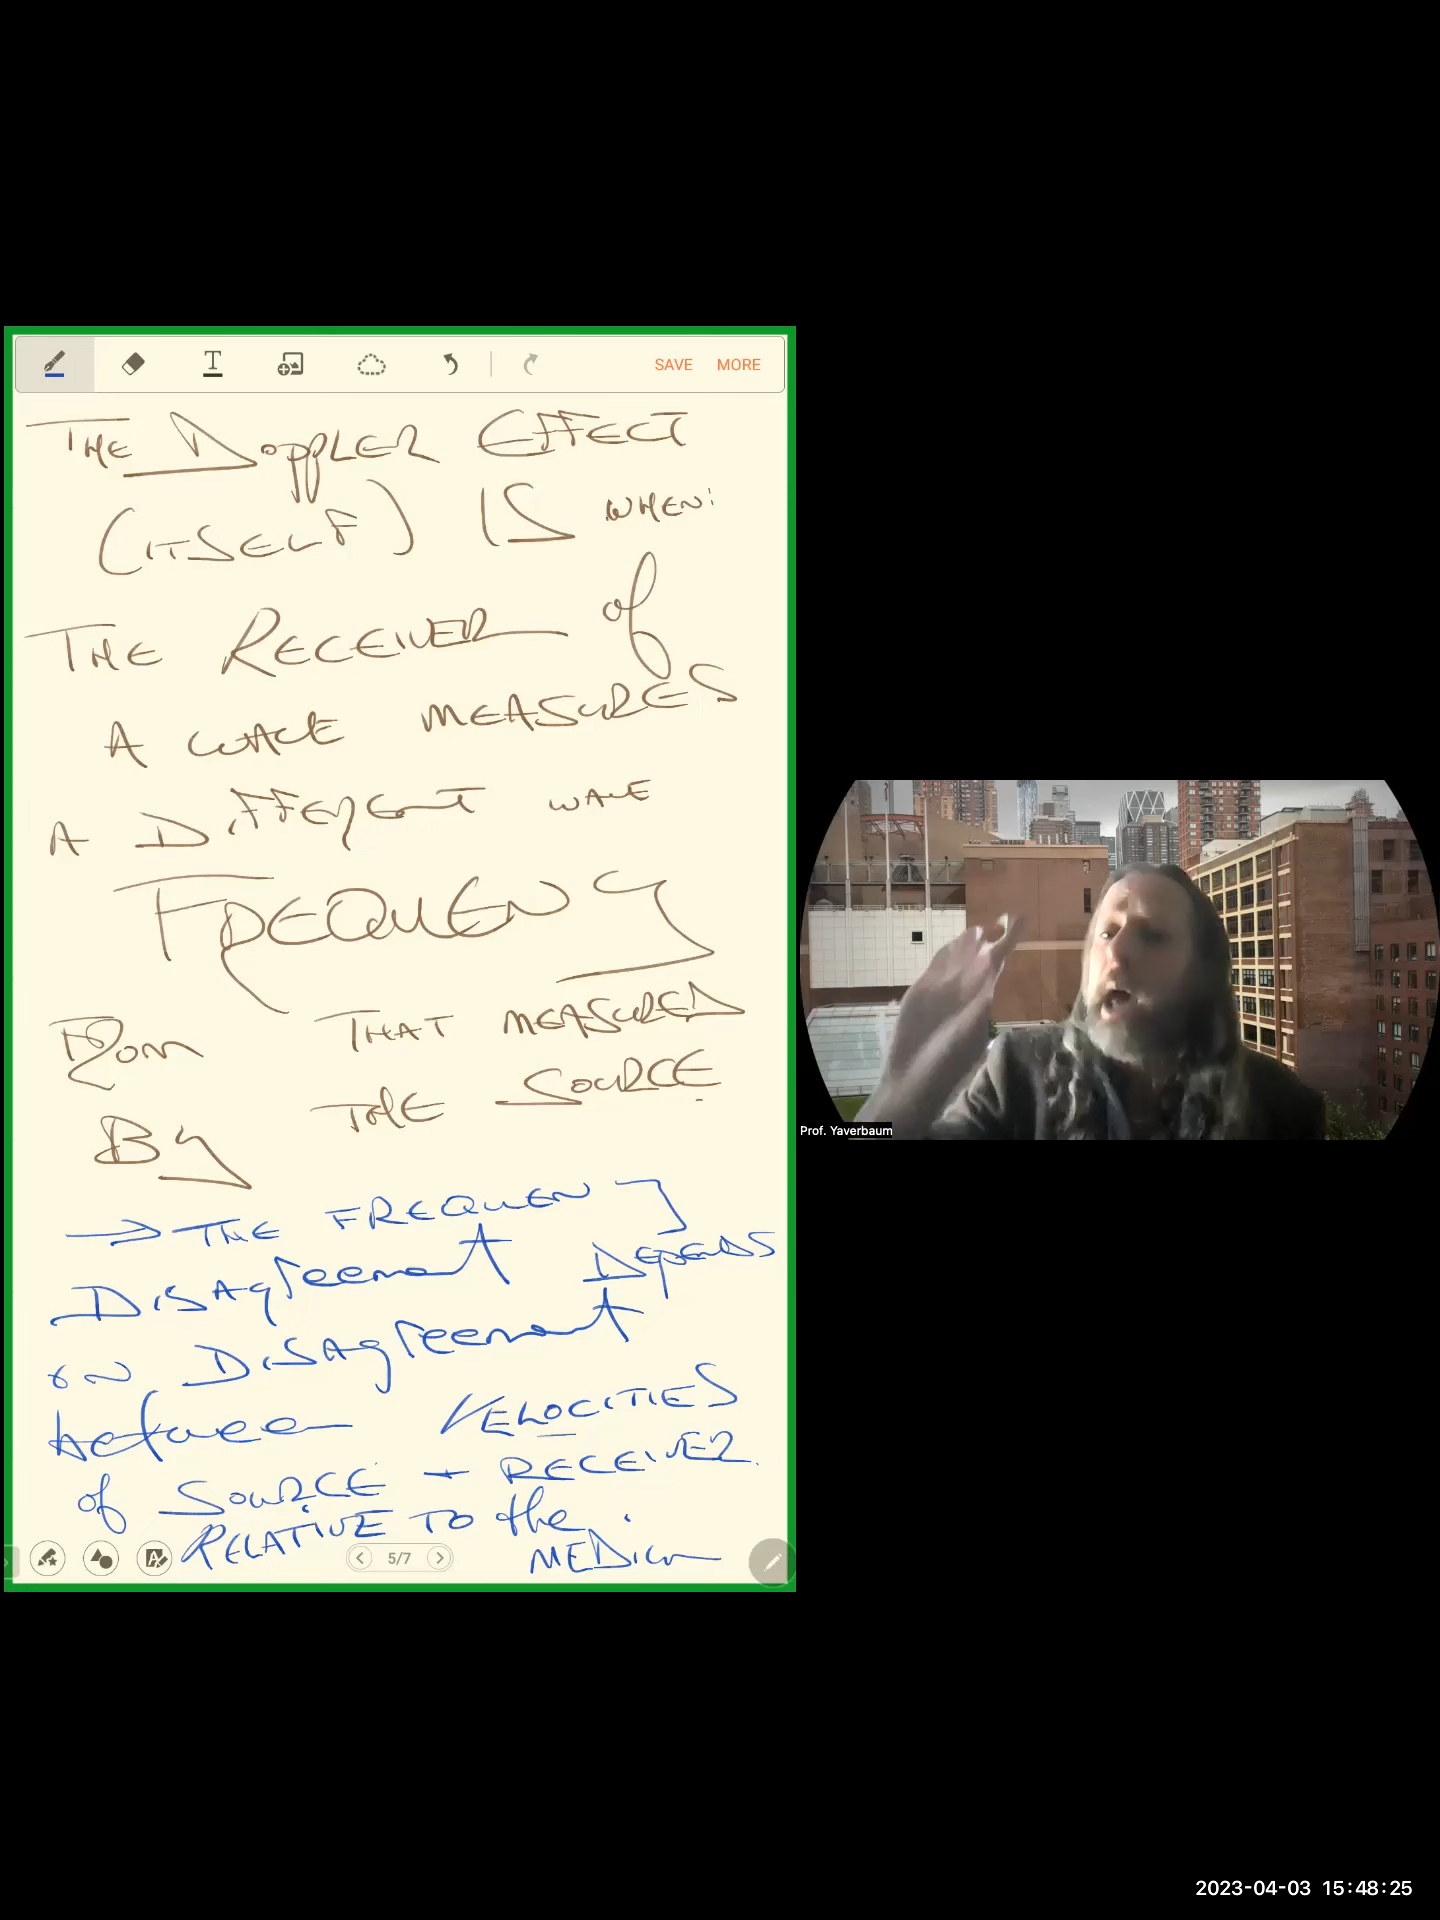 T
SAVE MORE
THE DOPPLER EFFECT
(ITSELF) IS WHEN:
THE RECEIVER of
A WAVE MEASURES
A DIFFERENT WAVE
FREQUENCY
FROM THAT MEASURED
BY THE SOURCE.
→ THE FREQUENCY
DISAgreement DEPENDS
ON DISAgreement
between VELOCITIES
of SOURCE + RECEIVER.
RELATIVE TO the
MEDIUM
5/7
Prof. Yaverbaum
2023-04-03 15:48:25